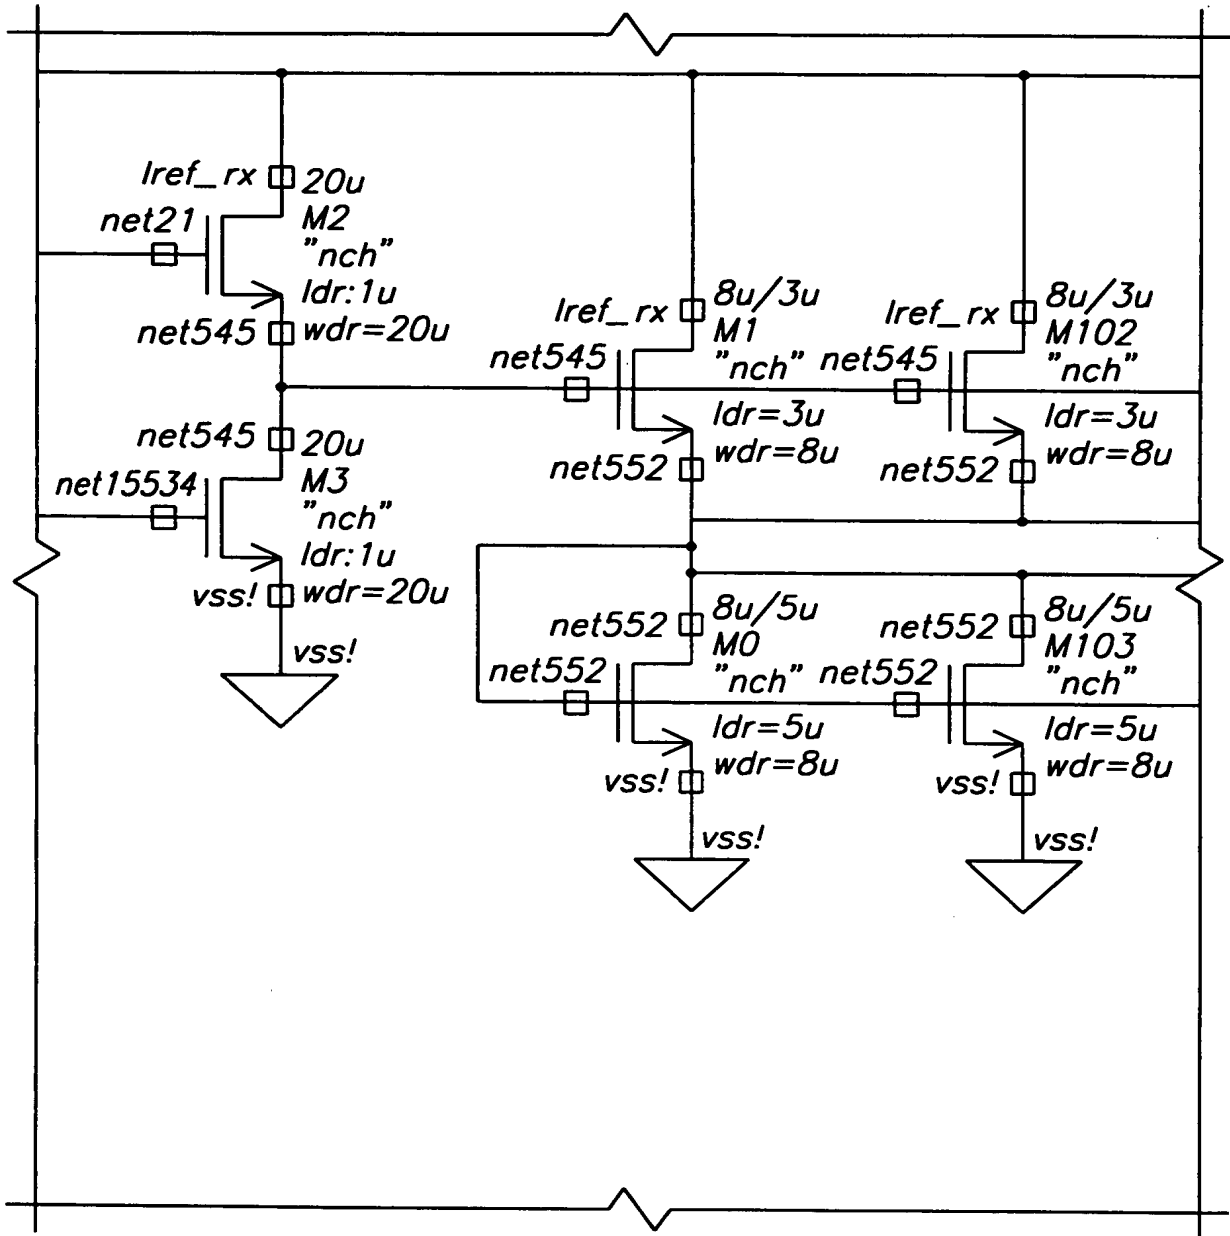 Iref_rx
20u
net21
M2
"nch"
ldr:1u
net545
wdr=20u
net545
20u
net15534
M3
"nch"
ldr:1u
vss!
wdr=20u
vss!
Iref_rx
8u/3u
M1
net545
"nch"
ldr=3u
wdr=8u
net552
Iref_rx
8u/3u
M102
net545
"nch"
ldr=3u
wdr=8u
net552
net552
8u/5u
M0
net552
"nch"
ldr=5u
vss!
wdr=8u
vss!
net552
8u/5u
M103
net552
"nch"
ldr=5u
vss!
wdr=8u
vss!